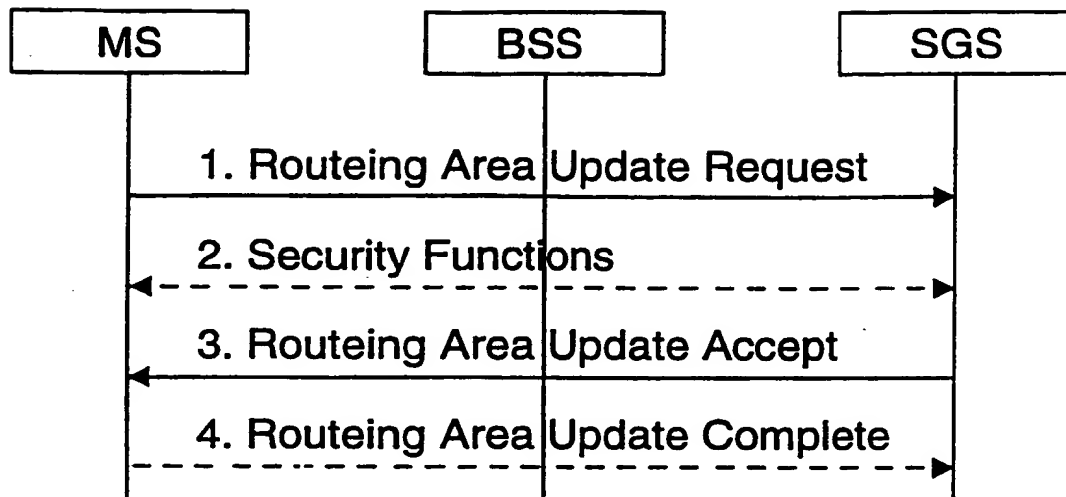 MS
BSS
SGS
1. Routeing Area Update Request
2. Security Functions
3. Routeing Area Update Accept
4. Routeing Area Update Complete